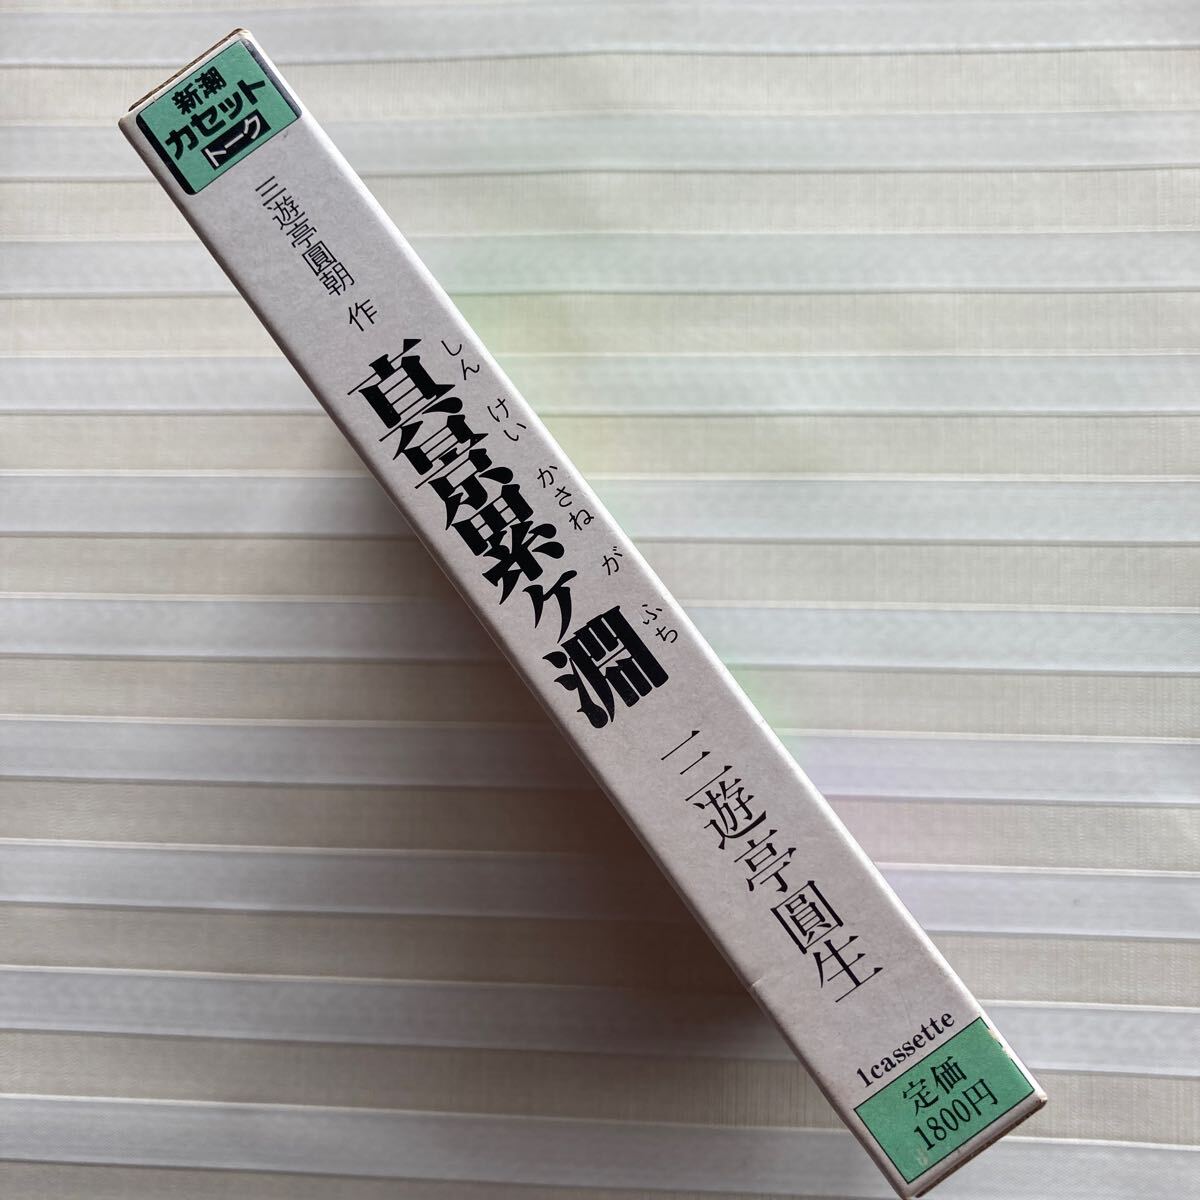 新潮
カセット
トーク
三遊亭圓朝 作
しん けい かさね が ふち
真景累ヶ淵
三遊亭圓生
1cassette
定価
1800円